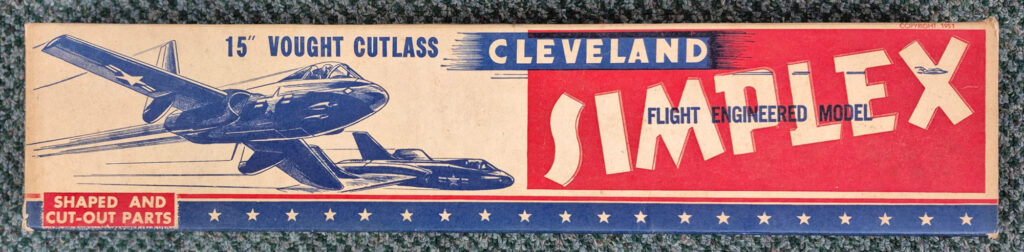 COPYRIGHT 1951
15" VOUGHT CUTLASS
CLEVELAND
SIMPLEX
FLIGHT ENGINEERED MODEL
SHAPED AND
CUT-OUT PARTS